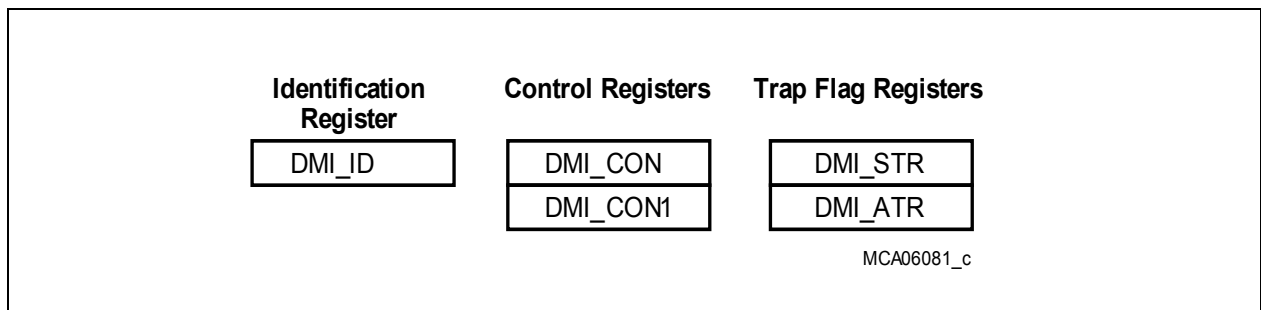 Identification
Register
DMI_ID
Control Registers
DMI_CON
DMI_CON1
Trap Flag Registers
DMI_STR
DMI_ATR
MCA06081_c